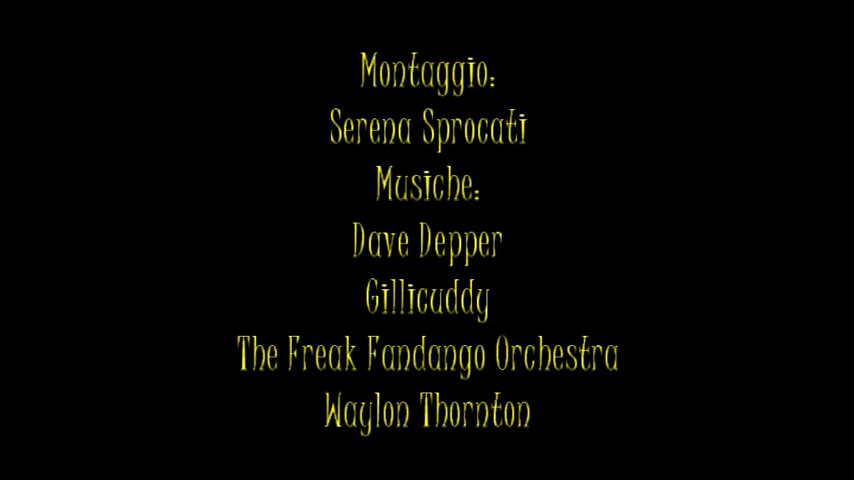 Montaggio:
Serena Sprocati
Musiche:
Dave Depper
Gillicuddy
The Freak Fandango Orchestra
Waylon Thornton